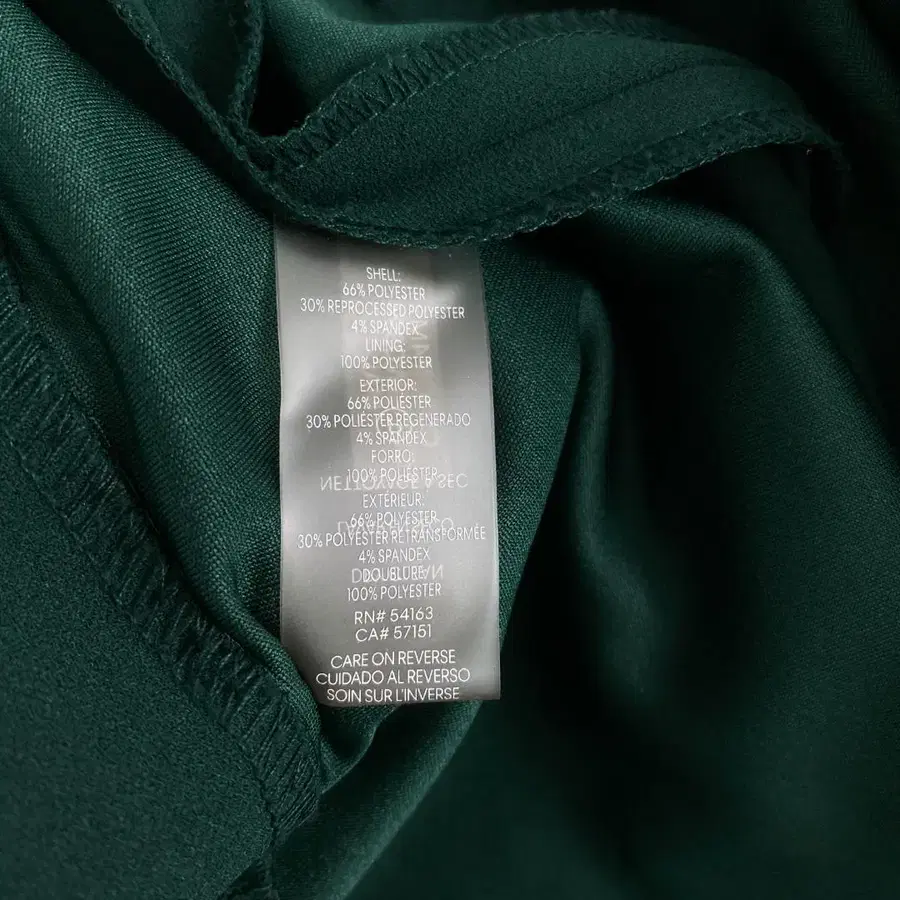 SHELL:
66% POLYESTER
30% REPROCESSED POLYESTER
4% SPANDEX
LINING:
100% POLYESTER
EXTERIOR:
66% POLIÉSTER
30% POLIÉSTER REGENERADO
4% SPANDEX
FORRO:
100% POLIÉSTER
NETTOYAGE A SEC
EXTÉRIEUR:
66% POLYESTER
30% POLYESTER RETRANSFORMÉE
4% SPANDEX
DOUBLURE:
100% POLYESTER
RN# 54163
CA# 57151
CARE ON REVERSE
CUIDADO AL REVERSO
SOIN SUR L'INVERSE